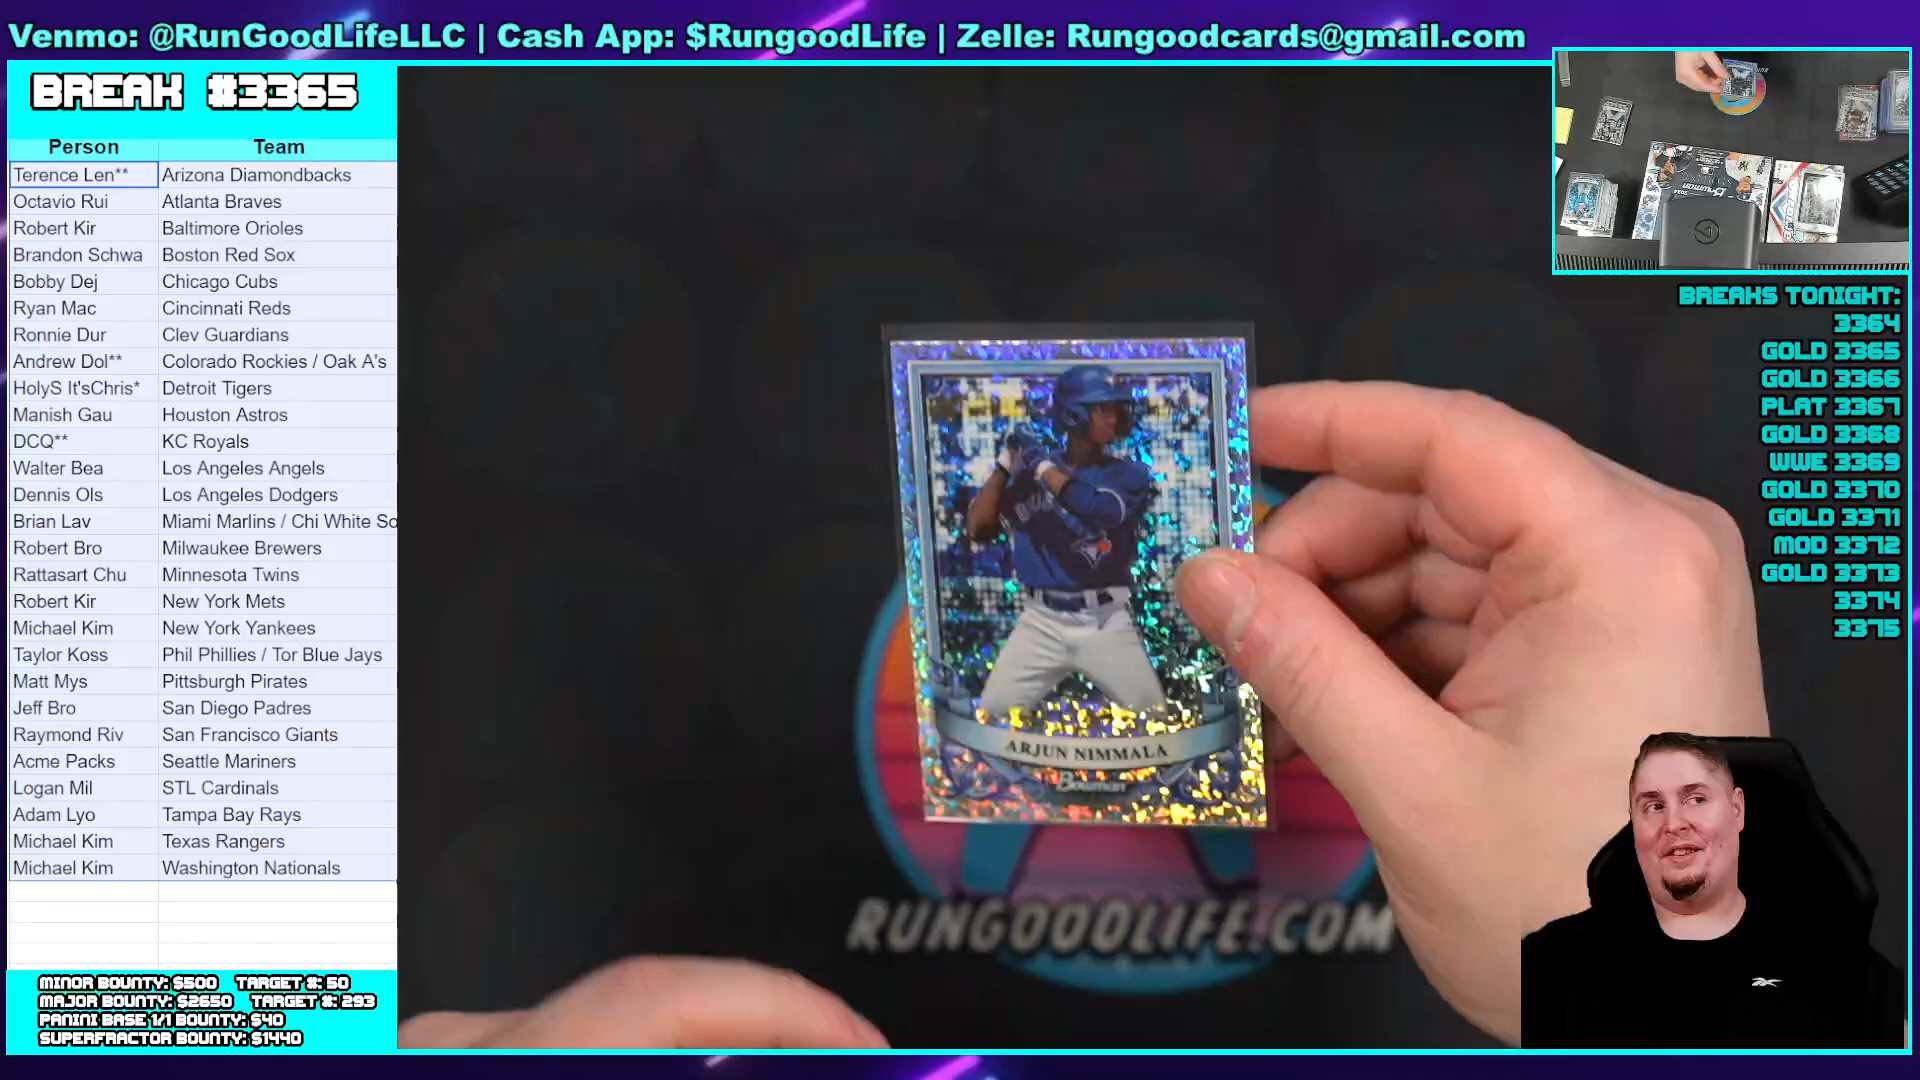 Venmo: @RunGoodLifeLLC | Cash App: $RungoodLife | Zelle: Rungoodcards@gmail.com
BREAK #3365
Person Team
Terence Len** Arizona Diamondbacks
Octavio Rui Atlanta Braves
Robert Kir Baltimore Orioles
Brandon Schwa Boston Red Sox
Bobby Dej Chicago Cubs
Ryan Mac Cincinnati Reds
Ronnie Dur Clev Guardians
Andrew Dol** Colorado Rockies / Oak A's
HolyS It'sChris* Detroit Tigers
Manish Gau Houston Astros
DCQ** KC Royals
Walter Bea Los Angeles Angels
Dennis Ols Los Angeles Dodgers
Brian Lav Miami Marlins / Chi White So
Robert Bro Milwaukee Brewers
Rattasart Chu Minnesota Twins
Robert Kir New York Mets
Michael Kim New York Yankees
Taylor Koss Phil Phillies / Tor Blue Jays
Matt Mys Pittsburgh Pirates
Jeff Bro San Diego Padres
Raymond Riv San Francisco Giants
Acme Packs Seattle Mariners
Logan Mil STL Cardinals
Adam Lyo Tampa Bay Rays
Michael Kim Texas Rangers
Michael Kim Washington Nationals
MINOR BOUNTY: $500 TARGET #: 50
MAJOR BOUNTY: $2650 TARGET #: 293
PANINI BASE 1/1 BOUNTY: $40
SUPERFRACTOR BOUNTY: $1440
ARJUN NIMMALA
Bowman
RUNGOODLIFE.COM
BREAKS TONIGHT:
3364
GOLD 3365
GOLD 3366
PLAT 3367
GOLD 3368
WWE 3369
GOLD 3370
GOLD 3371
MOD 3372
GOLD 3373
3374
3375
Bowman